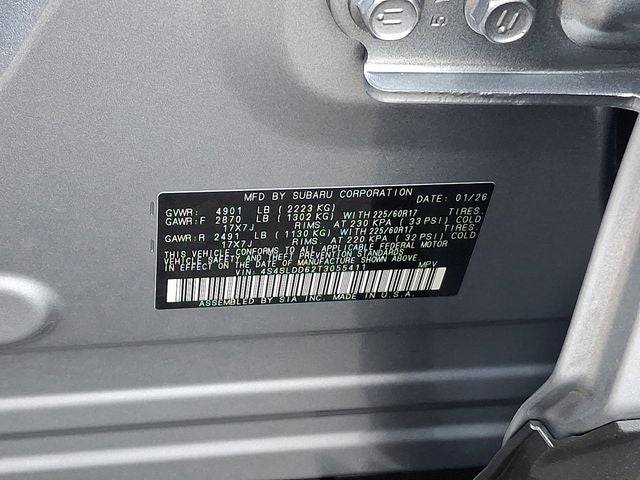 MFD BY SUBARU CORPORATION DATE: 01/26
GVWR: 4901 LB (2223 KG)
GAWR:F 2870 LB (1302 KG) WITH 225/60R17 TIRES.
17X7J RIMS. AT 230 KPA (33 PSI) COLD
GAWR:R 2491 LB (1130 KG) WITH 225/60R17 TIRES.
17X7J RIMS. AT 220 KPA (32 PSI) COLD
THIS VEHICLE CONFORMS TO ALL APPLICABLE FEDERAL MOTOR
VEHICLE SAFETY AND THEFT PREVENTION STANDARDS
IN EFFECT ON THE DATE OF MANUFACTURE SHOWN ABOVE.
VIN: 4S4SLDD62T3055411 MPV
ASSEMBLED BY SIA INC. MADE IN U.S.A.